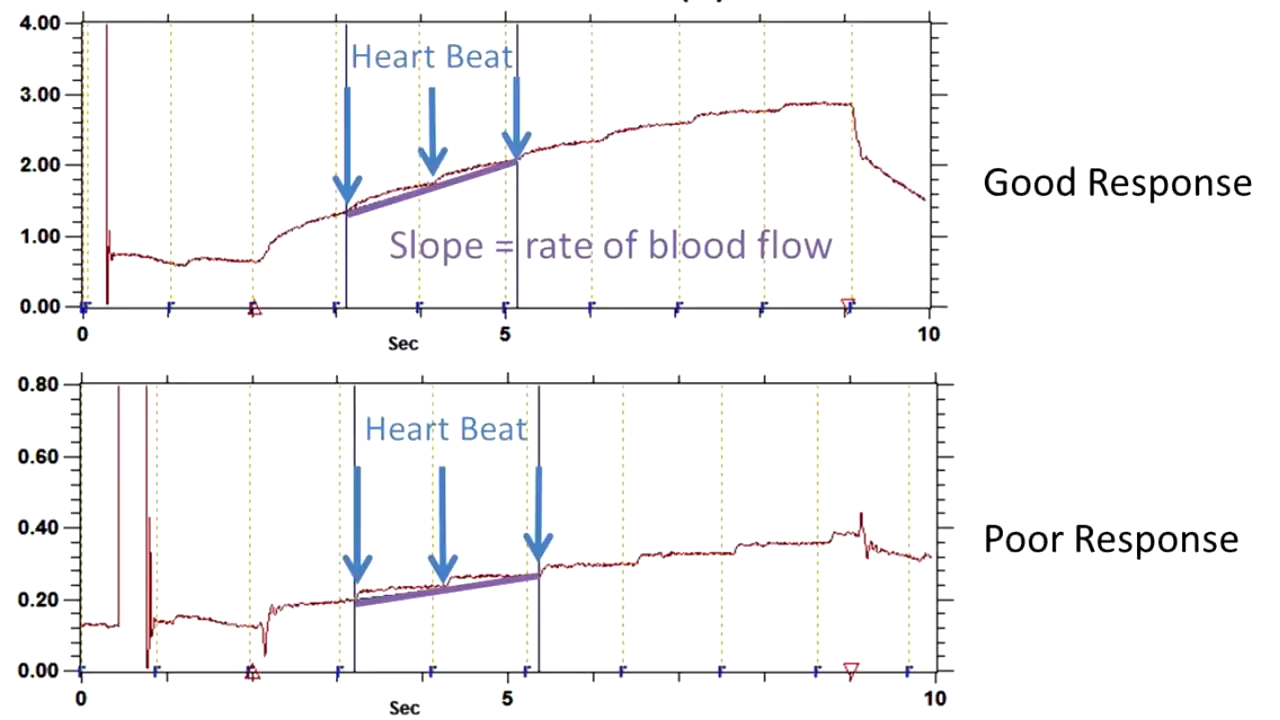 4.00
Heart Beat
3.00
2.00
Good Response
1.00
Slope = rate of blood flow
0.00
0 5 10
Sec
0.80
Heart Beat
0.60
0.40
Poor Response
0.20
0.00
0 5 10
Sec